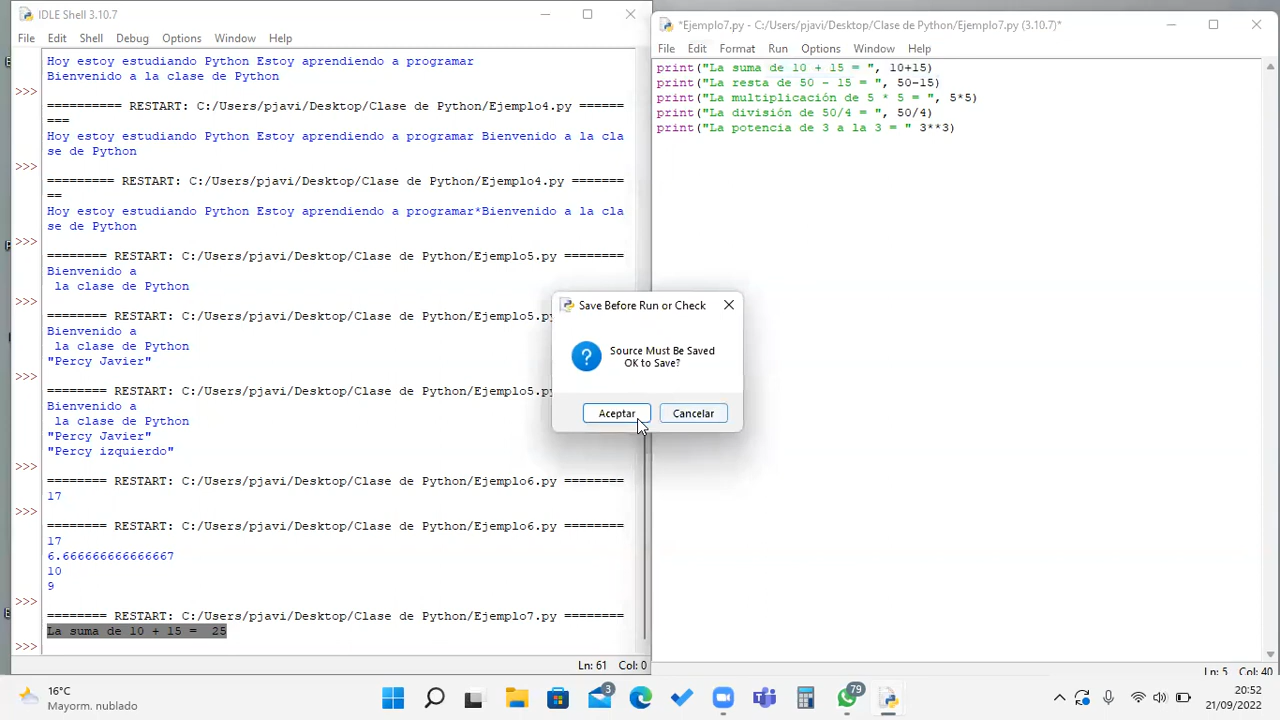 IDLE Shell 3.10.7
File Edit Shell Debug Options Window Help
Hoy estoy estudiando Python Estoy aprendiendo a programar
Bienvenido a la clase de Python
>>>
========== RESTART: C:/Users/pjavi/Desktop/Clase de Python/Ejemplo4.py ======
===
Hoy estoy estudiando Python Estoy aprendiendo a programar Bienvenido a la cla
se de Python
>>>
========= RESTART: C:/Users/pjavi/Desktop/Clase de Python/Ejemplo4.py =======
==
Hoy estoy estudiando Python Estoy aprendiendo a programar*Bienvenido a la cla
se de Python
>>>
======== RESTART: C:/Users/pjavi/Desktop/Clase de Python/Ejemplo5.py ========
Bienvenido a
la clase de Python
>>>
======== RESTART: C:/Users/pjavi/Desktop/Clase de Python/Ejemplo5.py
Bienvenido a
la clase de Python
"Percy Javier"
>>>
======== RESTART: C:/Users/pjavi/Desktop/Clase de Python/Ejemplo5.py
Bienvenido a
la clase de Python
"Percy Javier"
"Percy izquierdo"
>>>
======== RESTART: C:/Users/pjavi/Desktop/Clase de Python/Ejemplo6.py ========
17
>>>
======== RESTART: C:/Users/pjavi/Desktop/Clase de Python/Ejemplo6.py ========
17
6.666666666666667
10
9
>>>
======== RESTART: C:/Users/pjavi/Desktop/Clase de Python/Ejemplo7.py ========
La suma de 10 + 15 =  25
>>>
Ln: 61 Col: 0
*Ejemplo7.py - C:/Users/pjavi/Desktop/Clase de Python/Ejemplo7.py (3.10.7)*
File Edit Format Run Options Window Help
print("La suma de 10 + 15 = ", 10+15)
print("La resta de 50 - 15 = ", 50-15)
print("La multiplicación de 5 * 5 = ", 5*5)
print("La división de 50/4 = ", 50/4)
print("La potencia de 3 a la 3 = " 3**3)
Ln: 5 Col: 40
Save Before Run or Check
Source Must Be Saved
OK to Save?
Aceptar Cancelar
16°C
Mayorm. nublado
3
79
20:52
21/09/2022